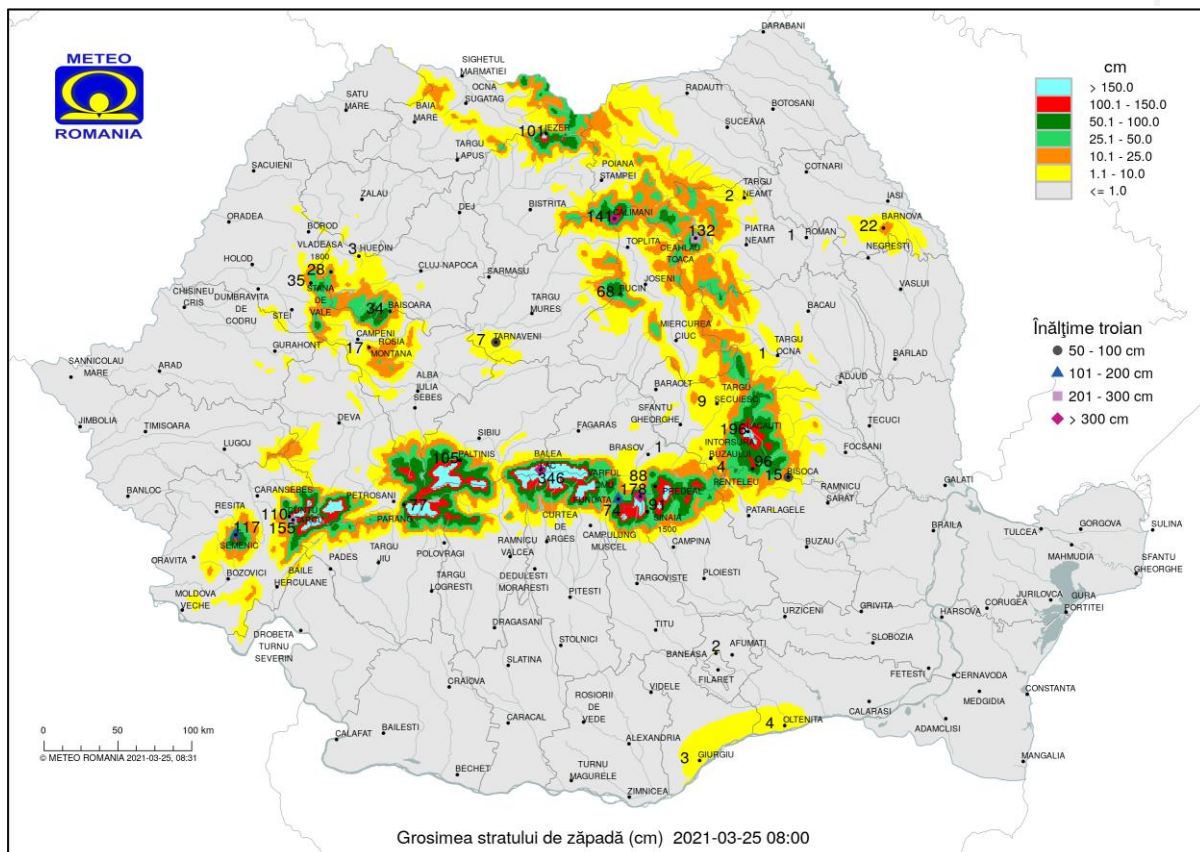 METEO
ROMANIA
DARABANI
SIGHETUL
MARMATIEI
OCNA
SUGATAG
SATU
MARE
BAIA
MARE
RADAUTI
BOTOSANI
SUCEAVA
101
IEZER
TARGU
LAPUS
COTNARI
POIANA
STAMPEI
SACUIENI
ZALAU
2
TARGU
NEAMT
IASI
DEJ
BISTRITA
141
CALIMANI
ORADEA
BOROD
22
BARNOVA
132
PIATRA
NEAMT
1
ROMAN
VLADEASA
1800
3
HUEDIN
TOPLITA
CEAHLAU
TOACA
NEGRESTI
HOLOD
28
CLUJ-NAPOCA
SARMASU
JOSENI
35
STANA
DE
VALE
68
BUCIN
VASLUI
CHISINEU
CRIS
DUMBRAVITA
DE
CODRU
STEI
34
BAISOARA
TARGU
MURES
BACAU
CAMPENI
17
ROSIA
MONTANA
7
TARNAVENI
MIERCUREA
CIUC
1
TARGU
OCNA
GURAHONT
SANNICOLAU
MARE
ARAD
BARLAD
ALBA
IULIA
SEBES
BARAOLT
TARGU
SECUIESC
9
ADJUD
JIMBOLIA
TIMISOARA
DEVA
SFANTU
GHEORGHE
TECUCI
196
LACAUTI
LUGOJ
SIBIU
FAGARAS
BRASOV
1
INTORSURA
BUZAULUI
4
FOCSANI
105
PALTINIS
BALEA
LAC
346
VARFUL
OMU
88
96
PENTELEU
15
BISOCA
BANLOC
CARANSEBES
PETROSANI
178
PREDEAL
FUNDATA
74
91
RAMNICU
SARAT
GALATI
RESITA
110
CUNTU
TARCU
155
77
PARANG
SINAIA
1500
PATARLAGELE
117
SEMENIC
CURTEA
DE
ARGES
CAMPULUNG
MUSCEL
BRAILA
TULCEA
GORGOVA
SULINA
ORAVITA
PADES
TARGU
JIU
POLOVRAGI
RAMNICU
VALCEA
CAMPINA
BUZAU
MAHMUDIA
SFANTU
GHEORGHE
BOZOVICI
BAILE
HERCULANE
TARGU
LOGRESTI
DEDULESTI
MORARESTI
TARGOVISTE
PLOIESTI
MOLDOVA
VECHE
PITESTI
JURILOVCA
GURA
PORTITEI
DROBETA
TURNU
SEVERIN
DRAGASANI
URZICENI
GRIVITA
HARSOVA
CORUGEA
TITU
STOLNICI
2
BANEASA
AFUMATI
SLOBOZIA
FILARET
SLATINA
CRAIOVA
ROSIORII
DE
VEDE
VIDELE
FETESTI
CERNAVODA
MEDGIDIA
CONSTANTA
CARACAL
4
OLTENITA
CALARASI
ADAMCLISI
CALAFAT
BAILESTI
ALEXANDRIA
3
GIURGIU
MANGALIA
BECHET
TURNU
MAGURELE
ZIMNICEA
cm
> 150.0
100.1 - 150.0
50.1 - 100.0
25.1 - 50.0
10.1 - 25.0
1.1 - 10.0
<= 1.0
Înălțime troian
50 - 100 cm
101 - 200 cm
201 - 300 cm
> 300 cm
0 50 100 km
© METEO ROMANIA 2021-03-25, 08:31
Grosimea stratului de zăpadă (cm) 2021-03-25 08:00